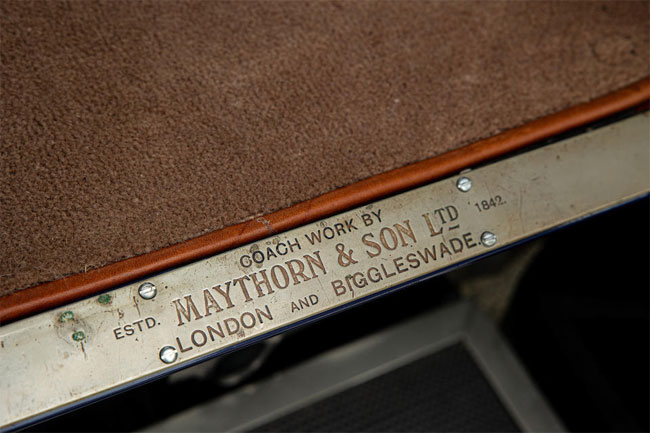 COACH WORK BY
ESTD. MAYTHORN & SON LTD 1842.
LONDON AND BIGGLESWADE.